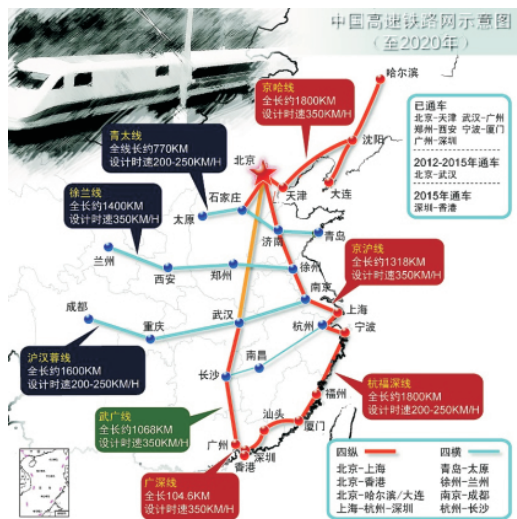 中国高速铁路网示意图
（至2020年）
哈尔滨
京哈线
全长约1800KM
设计时速350KM/H
沈阳
已通车
北京-天津 武汉-广州
郑州-西安 宁波-厦门
广州-深圳
2012-2015年通车
北京-武汉
2015年通车
深圳-香港
青太线
全线长约770KM
设计时速200-250KM/H
北京
天津
大连
石家庄
太原
济南
青岛
徐兰线
全长约1400KM
设计时速350KM/H
兰州
西安
郑州
徐州
京沪线
全长约1318KM
设计时速350KM/H
南京
上海
成都
重庆
武汉
杭州
宁波
沪汉蓉线
全长约1600KM
设计时速200-250KM/H
南昌
长沙
杭福深线
全长约1800KM
设计时速200-250KM/H
福州
武广线
全长约1068KM
设计时速350KM/H
汕头
厦门
广州
深圳
香港
广深线
全长104.6KM
设计时速350KM/H
四纵
北京-上海
北京-香港
北京-哈尔滨/大连
上海-杭州-深圳
四横
青岛-太原
徐州-兰州
南京-成都
杭州-长沙